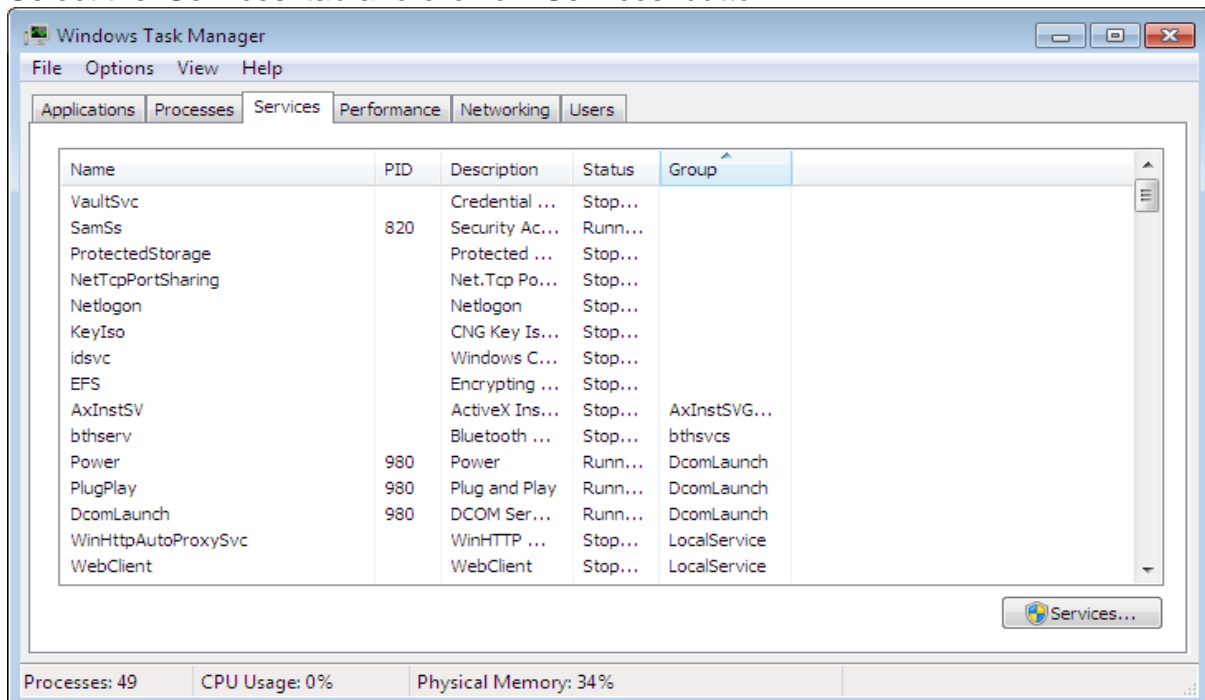 Windows Task Manager
File Options View Help
Applications Processes Services Performance Networking Users
Name PID Description Status Group
VaultSvc Credential ... Stop...
SamSs 820 Security Ac... Runn...
ProtectedStorage Protected ... Stop...
NetTcpPortSharing Net.Tcp Po... Stop...
Netlogon Netlogon Stop...
KeyIso CNG Key Is... Stop...
idsvc Windows C... Stop...
EFS Encrypting ... Stop...
AxInstSV ActiveX Ins... Stop... AxInstSVG...
bthserv Bluetooth ... Stop... bthsvcs
Power 980 Power Runn... DcomLaunch
PlugPlay 980 Plug and Play Runn... DcomLaunch
DcomLaunch 980 DCOM Ser... Runn... DcomLaunch
WinHttpAutoProxySvc WinHTTP ... Stop... LocalService
WebClient WebClient Stop... LocalService
Services...
Processes: 49 CPU Usage: 0% Physical Memory: 34%